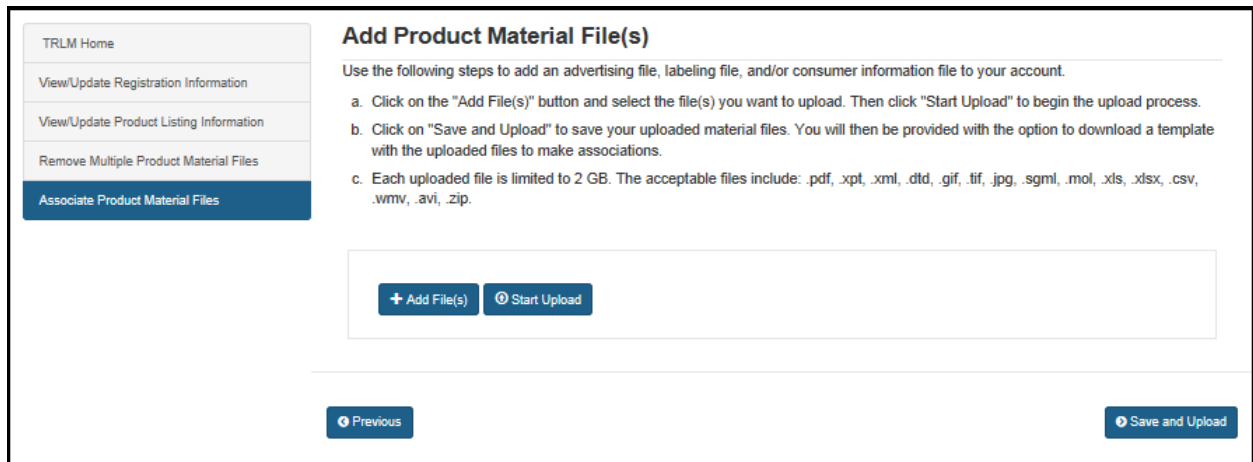 TRLM Home
View/Update Registration Information
View/Update Product Listing Information
Remove Multiple Product Material Files
Associate Product Material Files
Add Product Material File(s)
Use the following steps to add an advertising file, labeling file, and/or consumer information file to your account.
a. Click on the "Add File(s)" button and select the file(s) you want to upload. Then click "Start Upload" to begin the upload process.
b. Click on "Save and Upload" to save your uploaded material files. You will then be provided with the option to download a template
with the uploaded files to make associations.
c. Each uploaded file is limited to 2 GB. The acceptable files include: .pdf, .xpt, .xml, .dtd, .gif, .tif, .jpg, .sgml, .mol, .xls, .xlsx, .csv,
.wmv, .avi, .zip.
Add File(s) Start Upload
Previous Save and Upload